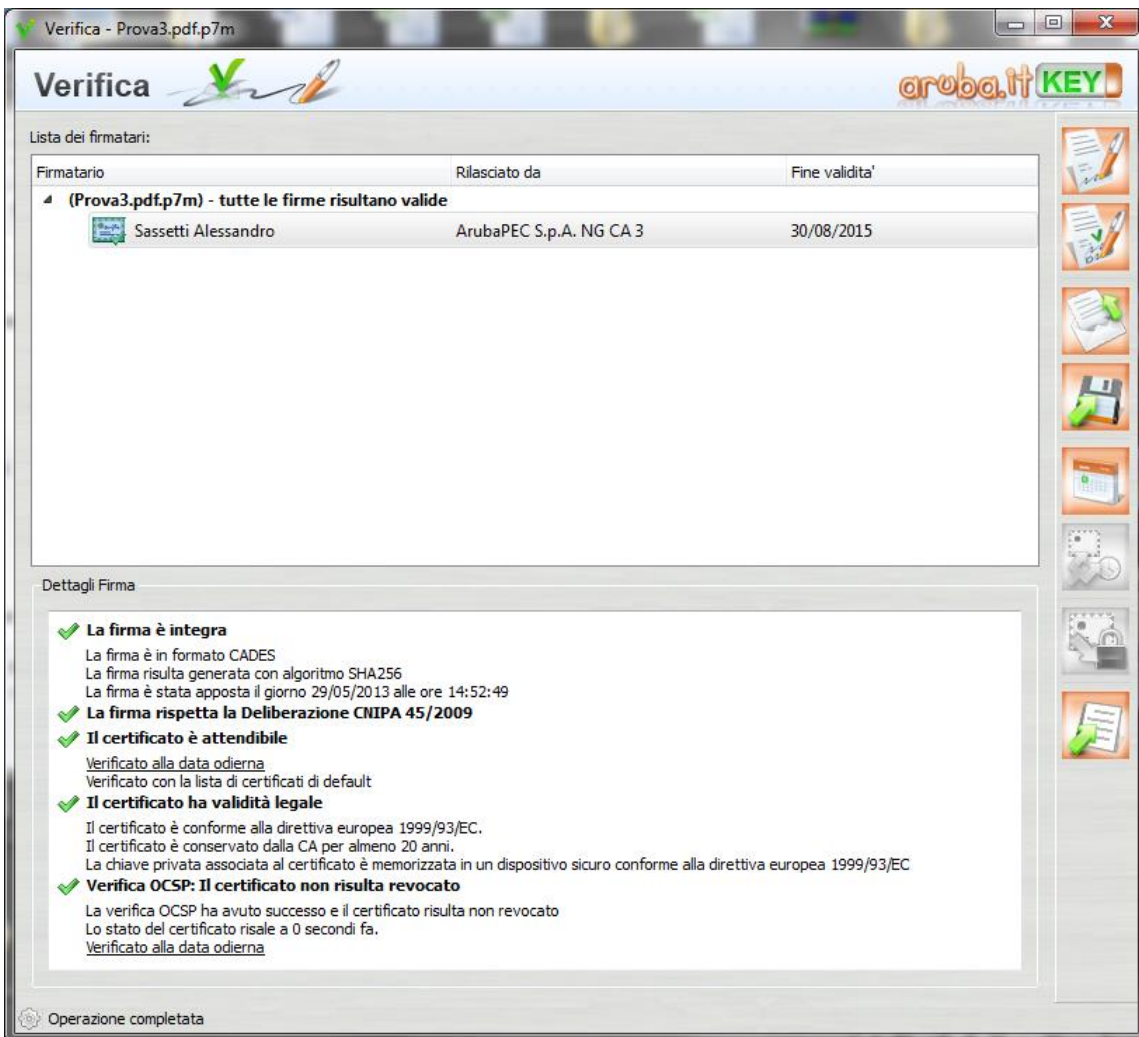 Verifica - Prova3.pdf.p7m
Verifica
aruba.it KEY
Lista dei firmatari:
Firmatario Rilasciato da Fine validita'
(Prova3.pdf.p7m) - tutte le firme risultano valide
Sassetti Alessandro ArubaPEC S.p.A. NG CA 3 30/08/2015
Dettagli Firma
La firma è integra
La firma è in formato CADES
La firma risulta generata con algoritmo SHA256
La firma è stata apposta il giorno 29/05/2013 alle ore 14:52:49
La firma rispetta la Deliberazione CNIPA 45/2009
Il certificato è attendibile
Verificato alla data odierna
Verificato con la lista di certificati di default
Il certificato ha validità legale
Il certificato è conforme alla direttiva europea 1999/93/EC.
Il certificato è conservato dalla CA per almeno 20 anni.
La chiave privata associata al certificato è memorizzata in un dispositivo sicuro conforme alla direttiva europea 1999/93/EC
Verifica OCSP: Il certificato non risulta revocato
La verifica OCSP ha avuto successo e il certificato risulta non revocato
Lo stato del certificato risale a 0 secondi fa.
Verificato alla data odierna
Operazione completata